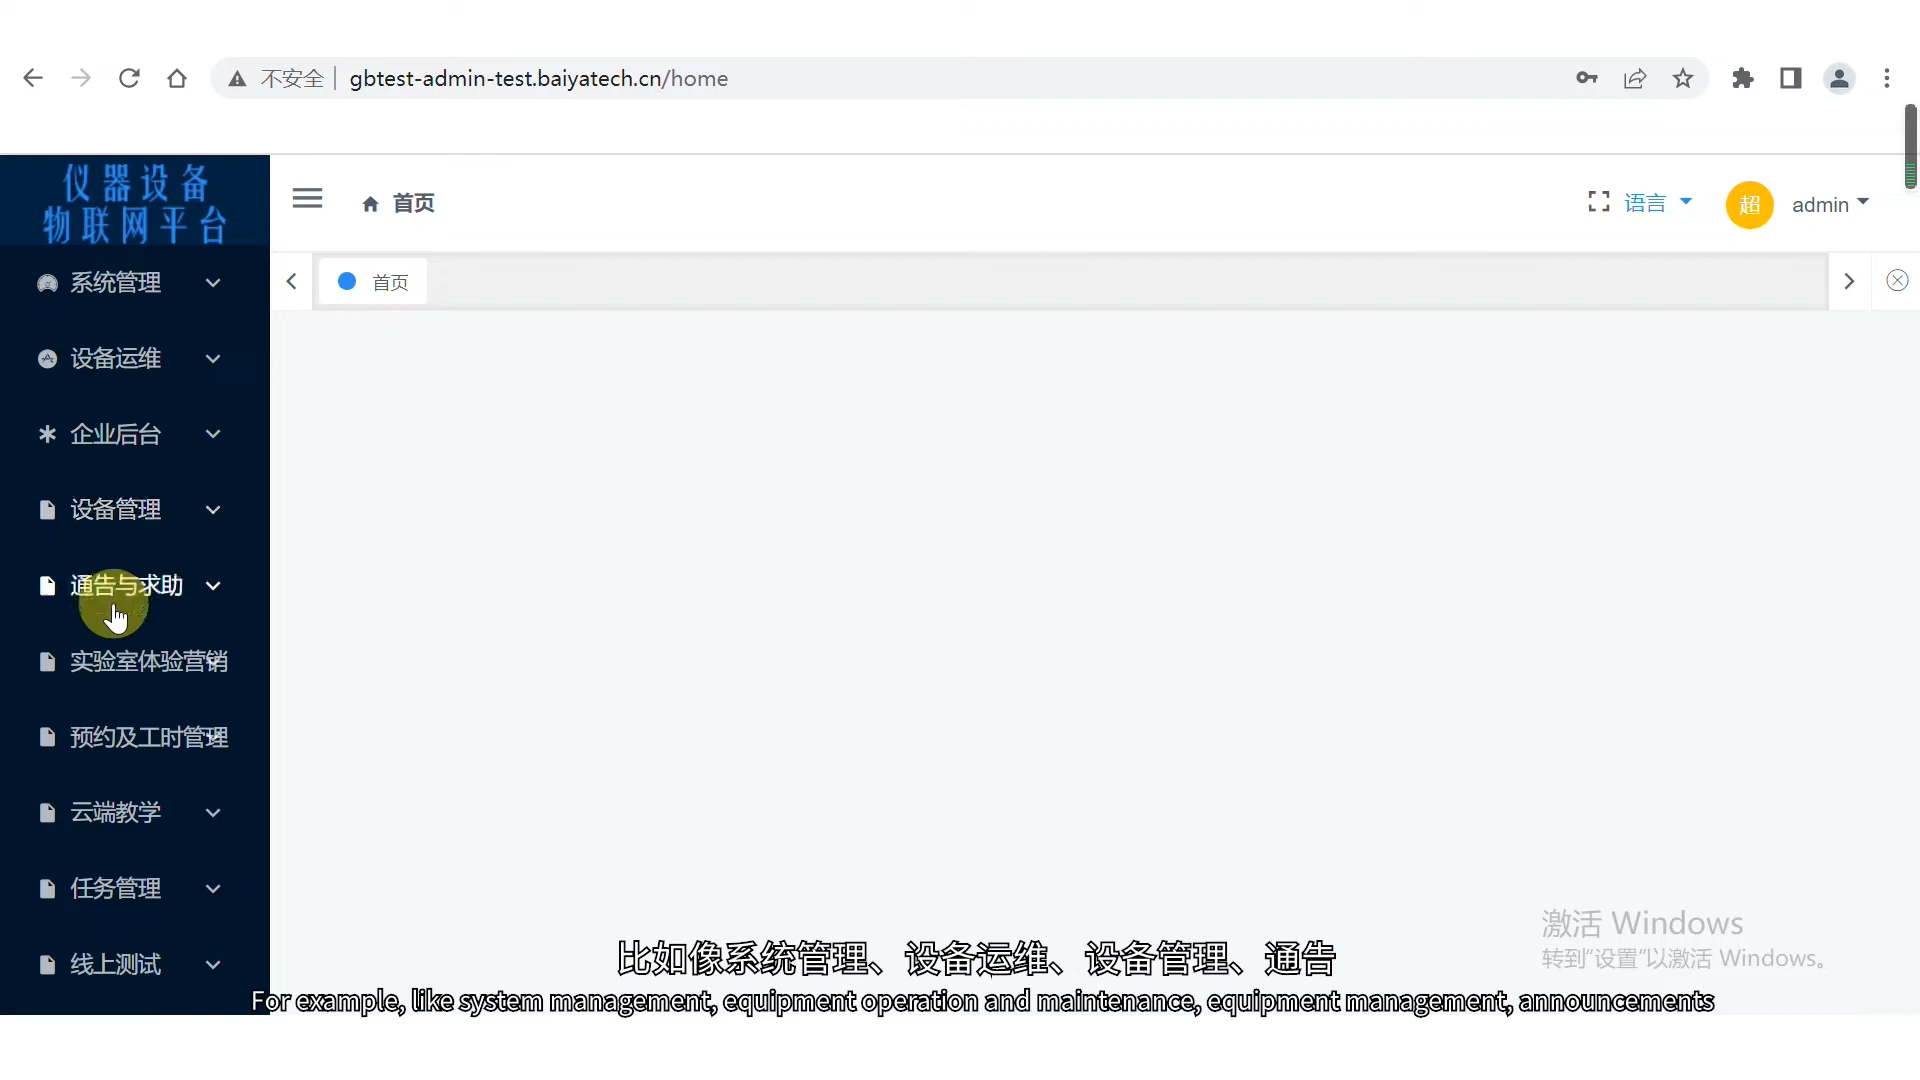 不安全
gbtest-admin-test.baiyatech.cn/home
仪器设备
物联网平台
首页
语言
超
admin
首页
系统管理
设备运维
企业后台
设备管理
通告与求助
实验室体验营销
预约及工时管理
云端教学
任务管理
线上测试
激活 Windows
转到“设置”以激活 Windows。
比如像系统管理、设备运维、设备管理、通告
For example, like system management, equipment operation and maintenance, equipment management, announcements